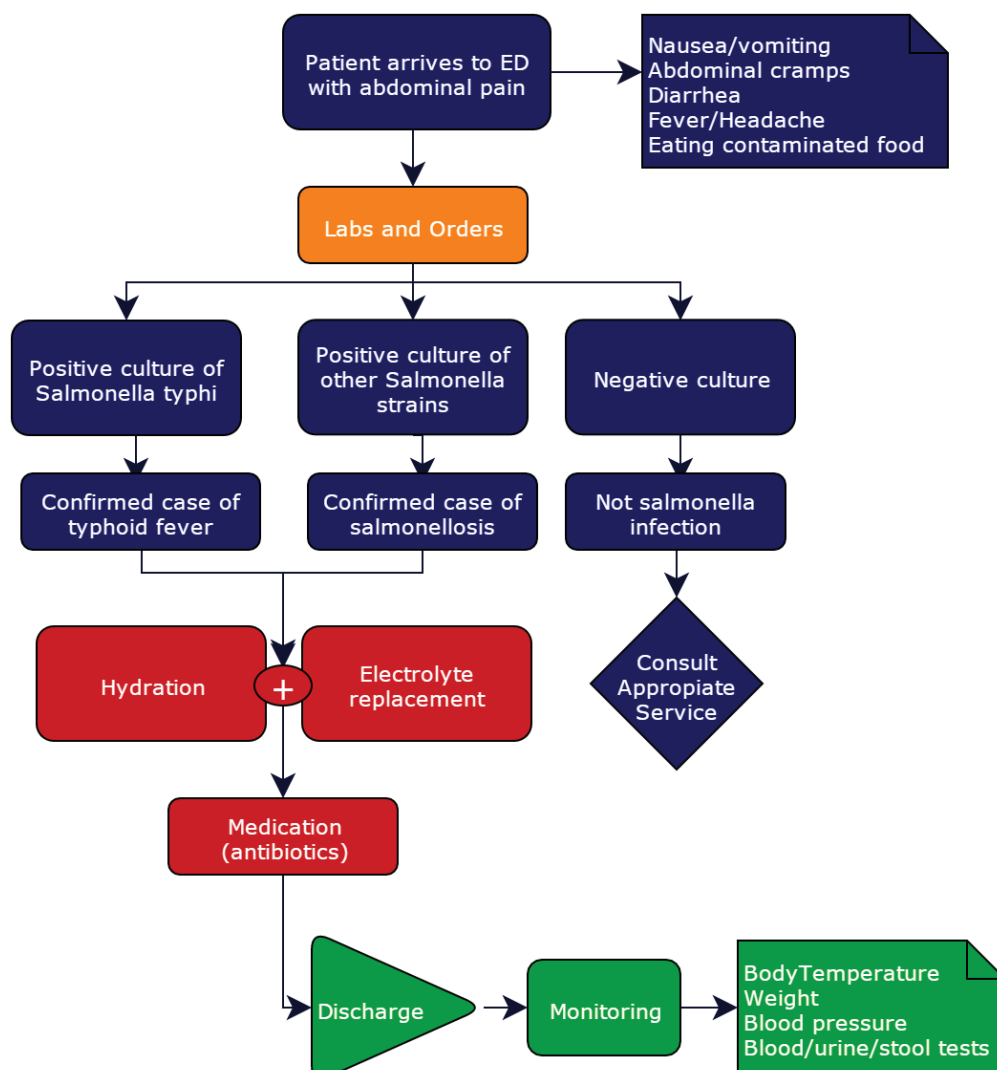 Patient arrives to ED
with abdominal pain
Nausea/vomiting
Abdominal cramps
Diarrhea
Fever/Headache
Eating contaminated food
Labs and Orders
Positive culture of
Salmonella typhi
Positive culture of
other Salmonella
strains
Negative culture
Confirmed case of
typhoid fever
Confirmed case of
salmonellosis
Not salmonella
infection
Hydration
+
Electrolyte
replacement
Consult
Appropiate
Service
Medication
(antibiotics)
Discharge
Monitoring
BodyTemperature
Weight
Blood pressure
Blood/urine/stool tests